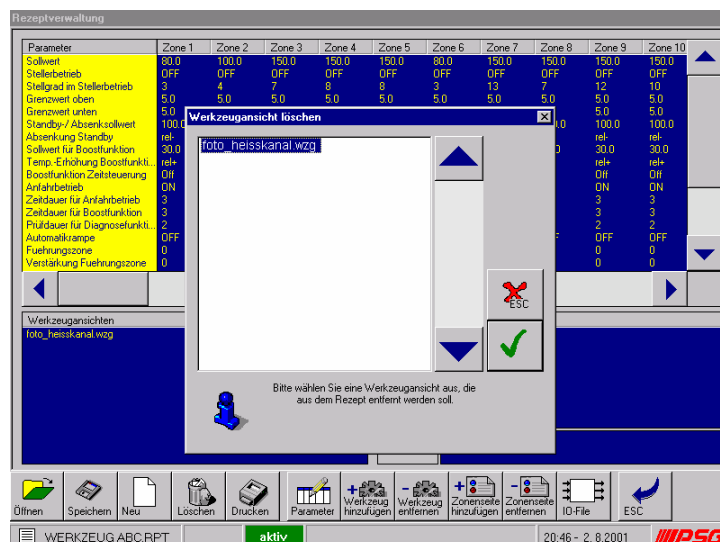 Rezeptverwaltung
Parameter Zone 1 Zone 2 Zone 3 Zone 4 Zone 5 Zone 6 Zone 7 Zone 8 Zone 9 Zone 10
Sollwert 80.0 100.0 150.0 150.0 150.0 80.0 150.0 150.0 150.0 150.0
Stellerbetrieb OFF OFF OFF OFF OFF OFF OFF OFF OFF OFF
Stellgrad im Stellerbetrieb 3 4 7 8 8 3 13 7 12 10
Grenzwert oben 5.0 5.0 5.0 5.0 5.0 5.0 5.0 5.0 5.0 5.0
Grenzwert unten 5.0 5.0 5.0
Standby-/ Absenksollwert 100.0 100.0 100.0
Absenkung Standby rel- rel- rel-
Sollwert für Boostfunktion 30.0 30.0 30.0
Temp.-Erhöhung Boostfunkti... rel+ rel+ rel+
Boostfunktion Zeitsteuerung Off Off Off
Anfahrbetrieb ON ON ON
Zeitdauer für Anfahrbetrieb 3 3 3
Zeitdauer für Boostfunktion 3 3 3
Prüfdauer für Diagnosefunkti... 2 2 2
Automatikrampe OFF OFF OFF
Fuehrungszone 0 0 0
Verstärkung Fuehrungszone 0 0 0
Werkzeugansicht löschen
foto_heisskanal.wzg
ESC
Bitte wählen Sie eine Werkzeugansicht aus, die
aus dem Rezept entfernt werden soll.
Werkzeugansichten
foto_heisskanal.wzg
Öffnen Speichern Neu Löschen Drucken Parameter Werkzeug hinzufügen Werkzeug entfernen Zonenseite hinzufügen Zonenseite entfernen IO-File ESC
WERKZEUG ABC.RPT aktiv 20:46 - 2. 8.2001 PSG